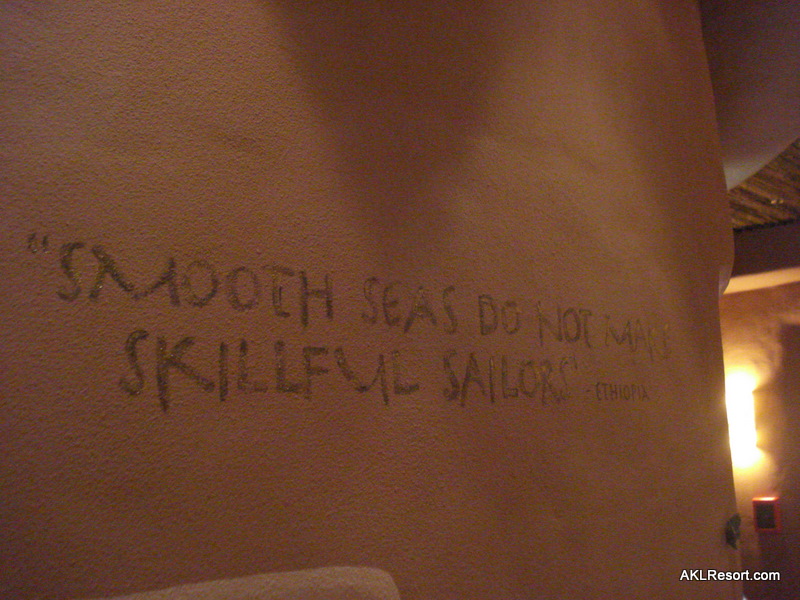 "SMOOTH SEAS DO NOT MAKE
SKILLFUL SAILORS" - ETHIOPIA
AKLResort.com